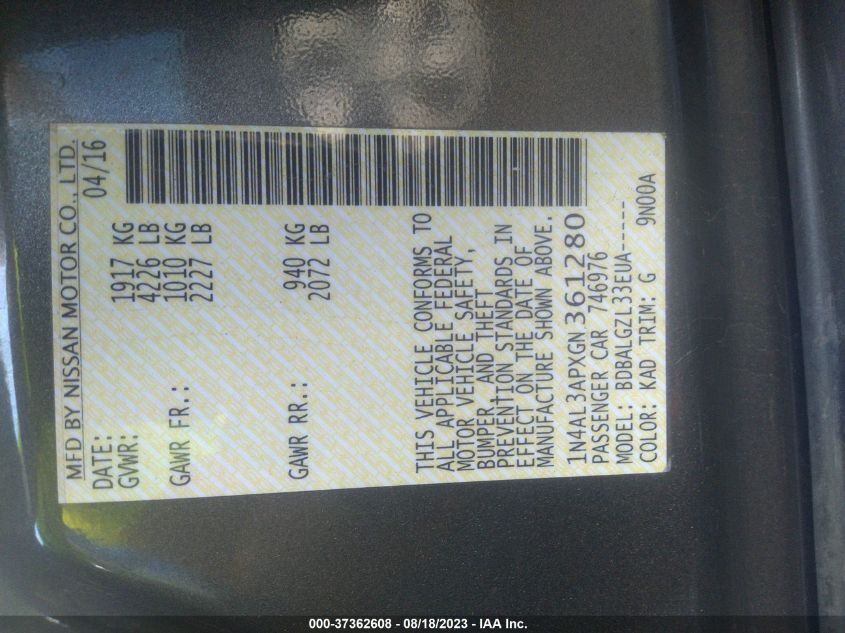 MFD BY NISSAN MOTOR CO., LTD.
DATE: 04/16
GVWR: 1917 KG
4226 LB
GAWR FR.: 1010 KG
2227 LB
GAWR RR.: 940 KG
2072 LB
THIS VEHICLE CONFORMS TO
ALL APPLICABLE FEDERAL
MOTOR VEHICLE SAFETY,
BUMPER, AND THEFT
PREVENTION STANDARDS IN
EFFECT ON THE DATE OF
MANUFACTURE SHOWN ABOVE.
1N4AL3APXGN361280
PASSENGER CAR 746976
MODEL: BDBALGZL33EUA-----
COLOR: KAD TRIM: G 9N00A
000-37362608 - 08/18/2023 - IAA Inc.